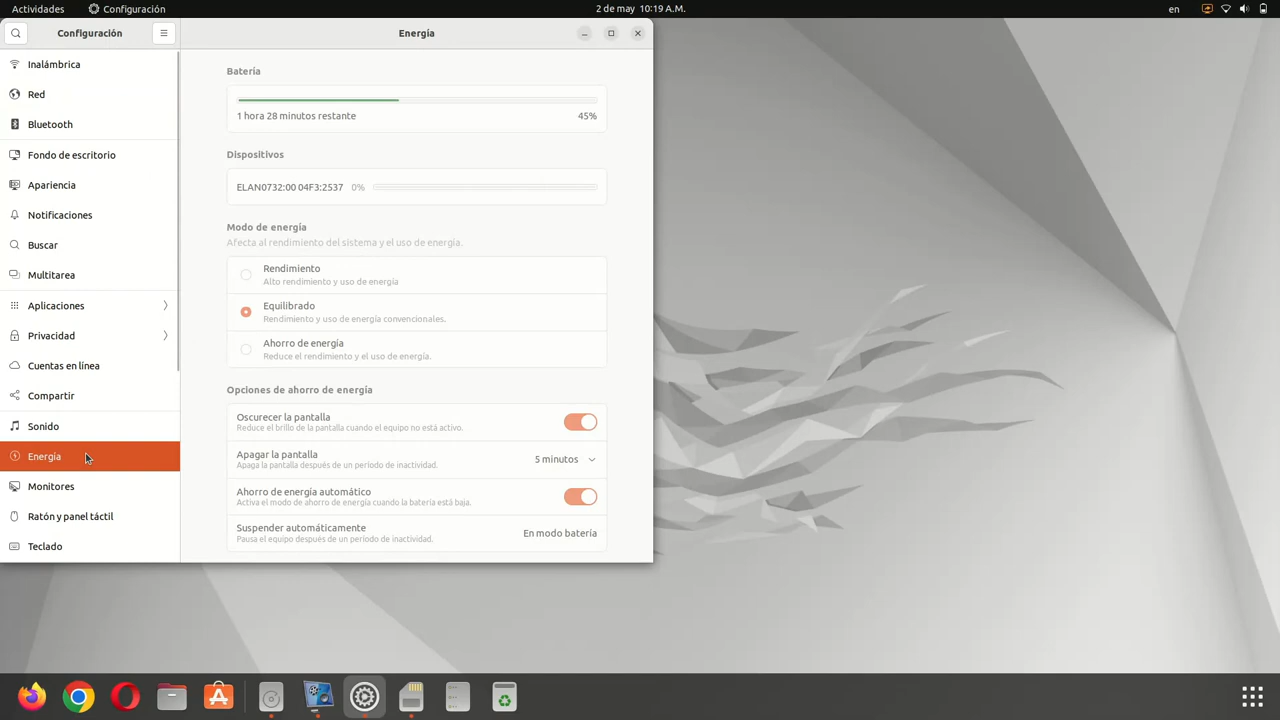 Actividades
Configuración
2 de may 10:19 A.M.
en
Configuración
Energía
Inalámbrica
Red
Bluetooth
Fondo de escritorio
Apariencia
Notificaciones
Buscar
Multitarea
Aplicaciones
Privacidad
Cuentas en línea
Compartir
Sonido
Energía
Monitores
Ratón y panel táctil
Teclado
Batería
1 hora 28 minutos restante
45%
Dispositivos
ELAN0732:00 04F3:2537 0%
Modo de energía
Afecta al rendimiento del sistema y el uso de energía.
Rendimiento
Alto rendimiento y uso de energía
Equilibrado
Rendimiento y uso de energía convencionales.
Ahorro de energía
Reduce el rendimiento y el uso de energía.
Opciones de ahorro de energía
Oscurecer la pantalla
Reduce el brillo de la pantalla cuando el equipo no está activo.
Apagar la pantalla
Apaga la pantalla después de un período de inactividad.
5 minutos
Ahorro de energía automático
Activa el modo de ahorro de energía cuando la batería está baja.
Suspender automáticamente
Pausa el equipo después de un período de inactividad.
En modo batería